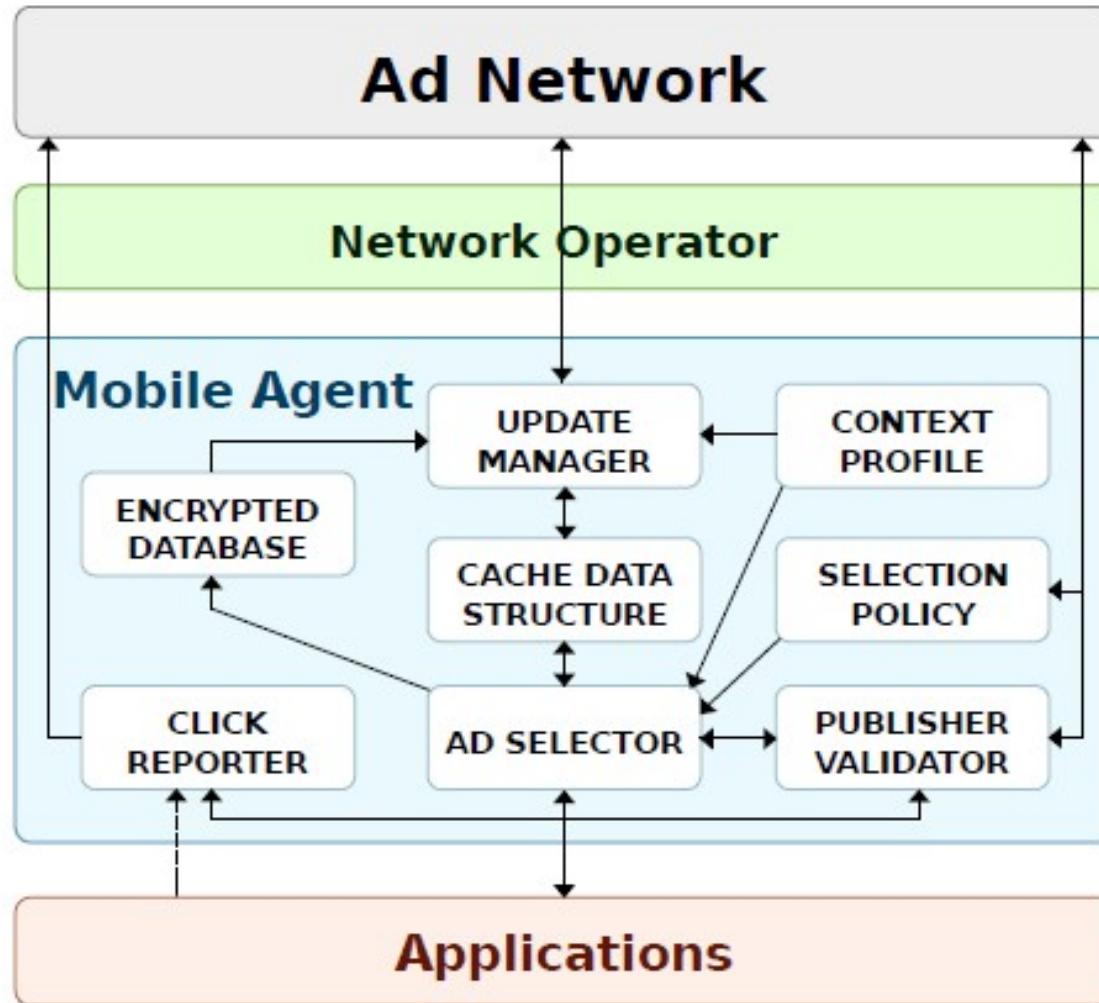 Ad Network
Network Operator
Mobile Agent
UPDATE
MANAGER
CONTEXT
PROFILE
ENCRYPTED
DATABASE
CACHE DATA
STRUCTURE
SELECTION
POLICY
CLICK
REPORTER
AD SELECTOR
PUBLISHER
VALIDATOR
Applications